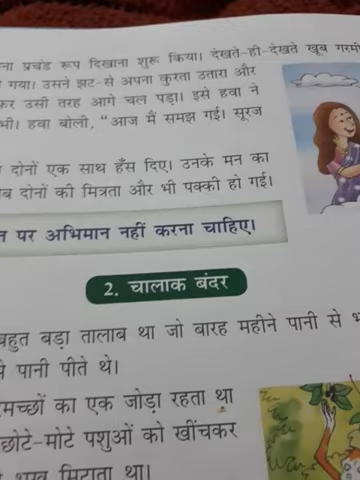 प्रचंड रूप दिखाना शुरू किया। देखते-ही-देखते खूब गरमी
गया। उसने झट-से अपना कुरता उतारा और
उसी तरह आगे चल पड़ा। इसे हवा ने
भी। हवा बोली, “आज मैं समझ गई। सूरज
दोनों एक साथ हँस दिए। उनके मन का
दोनों की मित्रता और भी पक्की हो गई।
पर अभिमान नहीं करना चाहिए।
2. चालाक बंदर
बहुत बड़ा तालाब था जो बारह महीने पानी से
पानी पीते थे।
का एक जोड़ा रहता था
छोटे-मोटे पशुओं को खींचकर
भूख मिटाता था।